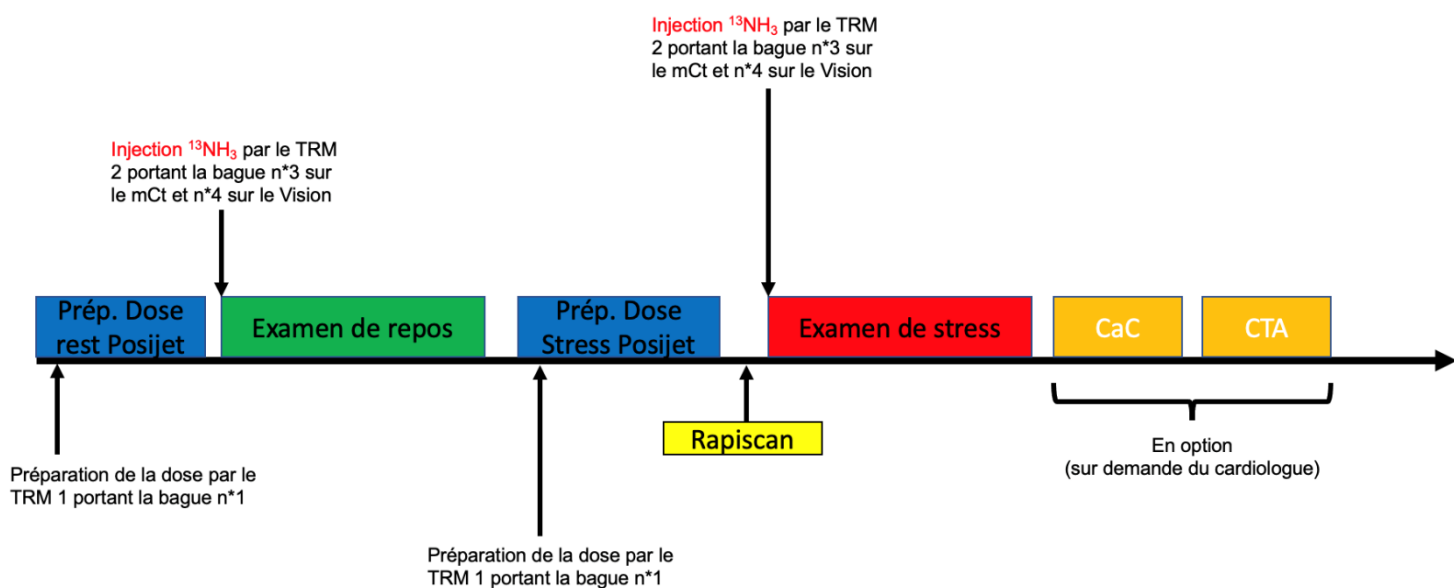 Injection ¹³NH₃ par le TRM
2 portant la bague n*3 sur
le mCt et n*4 sur le Vision
Injection ¹³NH₃ par le TRM
2 portant la bague n*3 sur
le mCt et n*4 sur le Vision
Prép. Dose
rest Posijet
Examen de repos
Prép. Dose
Stress Posijet
Examen de stress
CaC
CTA
Rapiscan
En option
(sur demande du cardiologue)
Préparation de la dose par le
TRM 1 portant la bague n*1
Préparation de la dose par le
TRM 1 portant la bague n*1